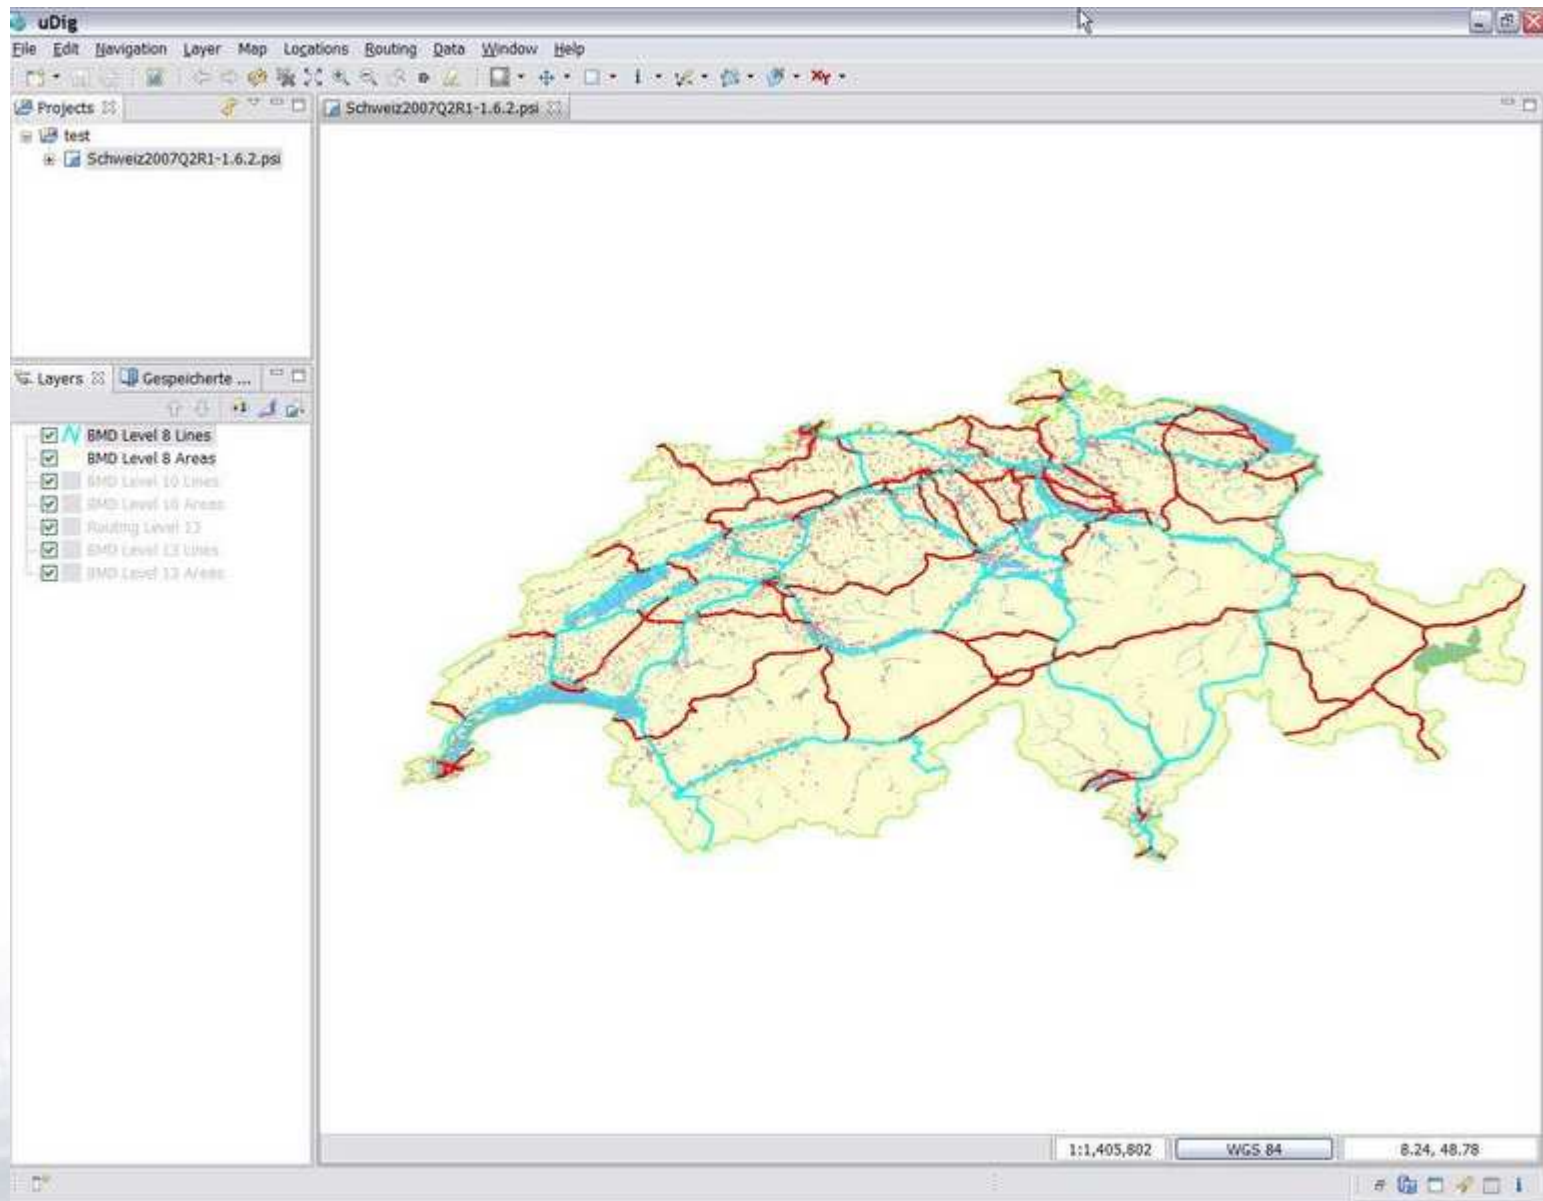 uDig
File Edit Navigation Layer Map Locations Routing Data Window Help
Projects
Schweiz2007Q2R1-1.6.2.psi
test
Schweiz2007Q2R1-1.6.2.psi
Layers Gespeicherte ...
BMD Level 8 Lines
BMD Level 8 Areas
BMD Level 10 Lines
BMD Level 10 Areas
Routing Level 13
BMD Level 13 Lines
BMD Level 13 Areas
1:1,405,802 WGS 84 8.24, 48.78